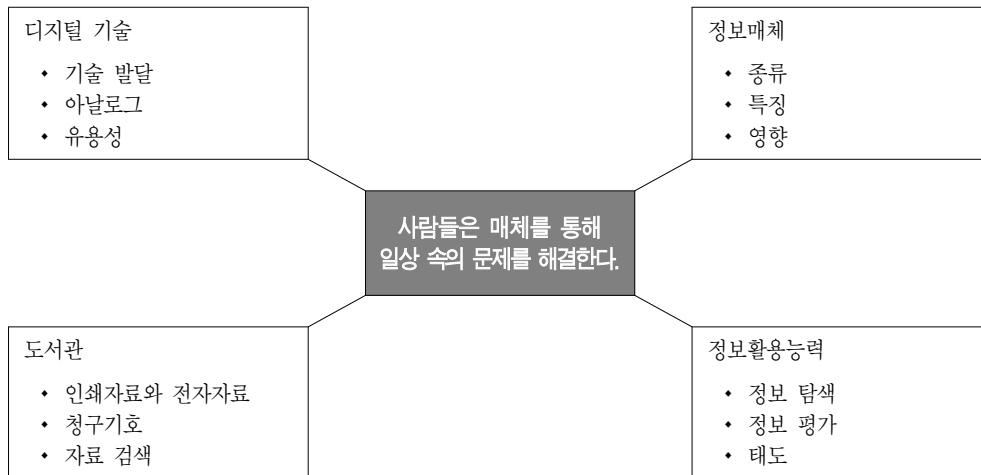 디지털 기술
• 기술 발달
• 아날로그
• 유용성
정보매체
• 종류
• 특징
• 영향
사람들은 매체를 통해
일상 속의 문제를 해결한다.
도서관
• 인쇄자료와 전자자료
• 청구기호
• 자료 검색
정보활용능력
• 정보 탐색
• 정보 평가
• 태도